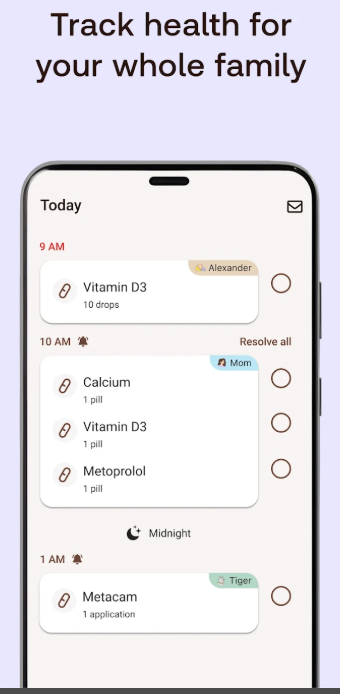 Track health for
your whole family
Today
9 AM
Alexander
Vitamin D3
10 drops
10 AM
Resolve all
Mom
Calcium
1 pill
Vitamin D3
1 pill
Metoprolol
1 pill
Midnight
1 AM
Tiger
Metacam
1 application